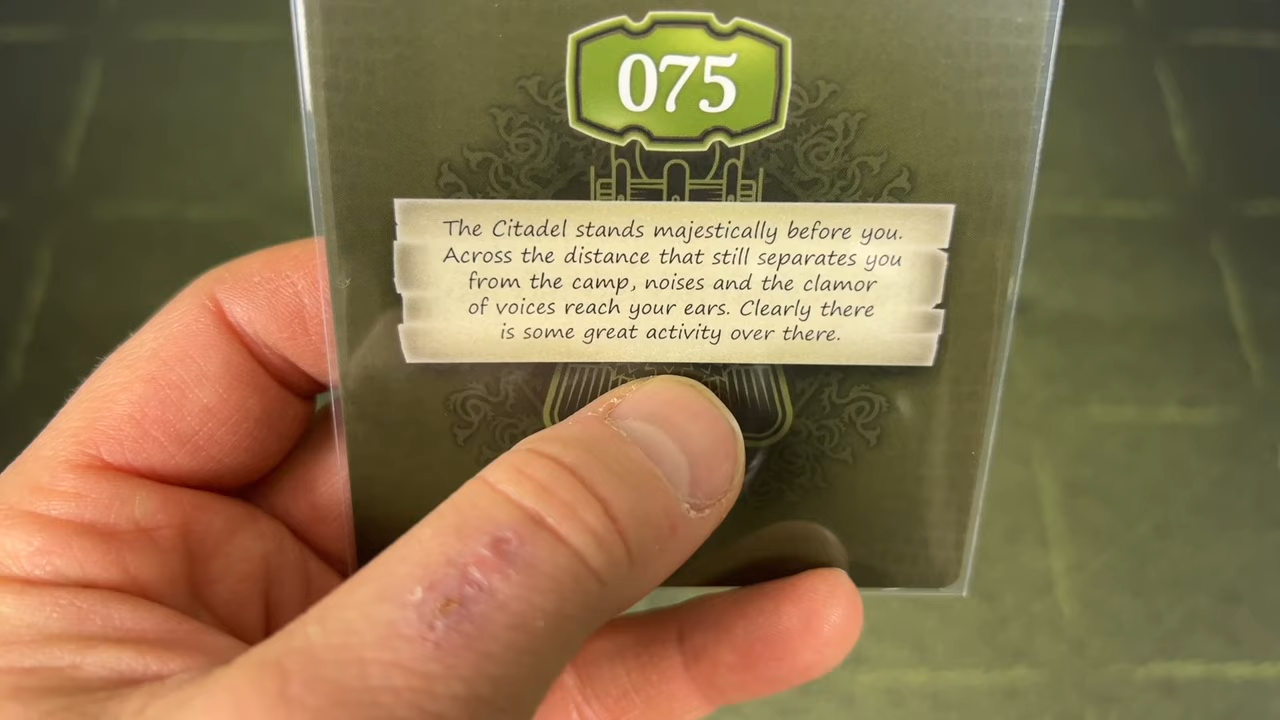 075
The Citadel stands majestically before you.
Across the distance that still separates you
from the camp, noises and the clamor
of voices reach your ears. Clearly there
is some great activity over there.